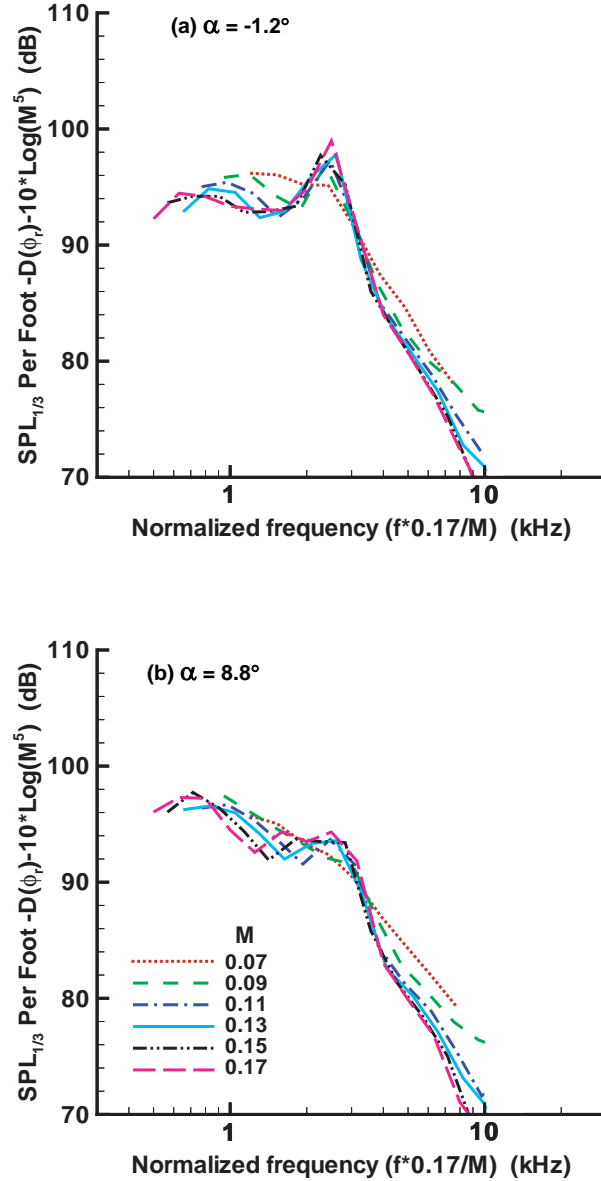 110
(a) α = -1.2°
100
90
80
70
SPL1/3 Per Foot -D(ϕr)-10*Log(M5) (dB)
1
10
Normalized frequency (f*0.17/M) (kHz)
110
(b) α = 8.8°
100
90
80
70
SPL1/3 Per Foot -D(ϕr)-10*Log(M5) (dB)
M
0.07
0.09
0.11
0.13
0.15
0.17
1
10
Normalized frequency (f*0.17/M) (kHz)